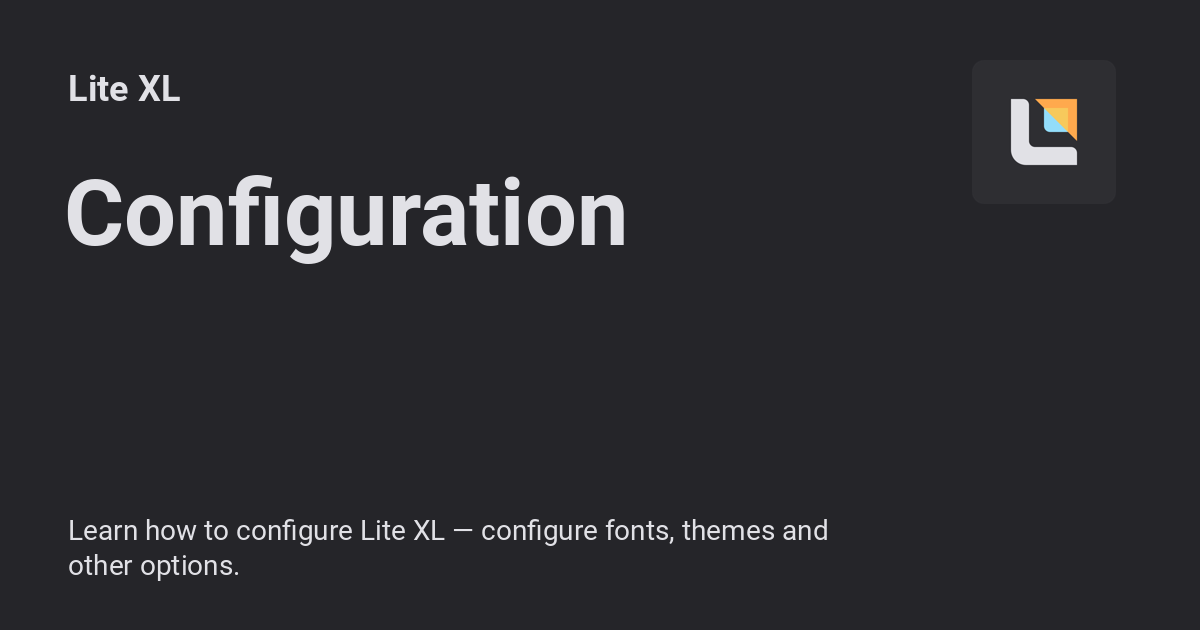 Lite XL
Configuration
Learn how to configure Lite XL — configure fonts, themes and
other options.